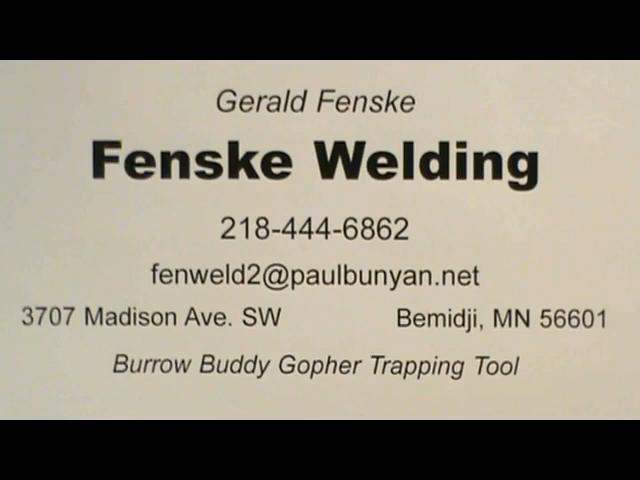 Gerald Fenske
Fenske Welding
218-444-6862
fenweld2@paulbunyan.net
3707 Madison Ave. SW Bemidji, MN 56601
Burrow Buddy Gopher Trapping Tool